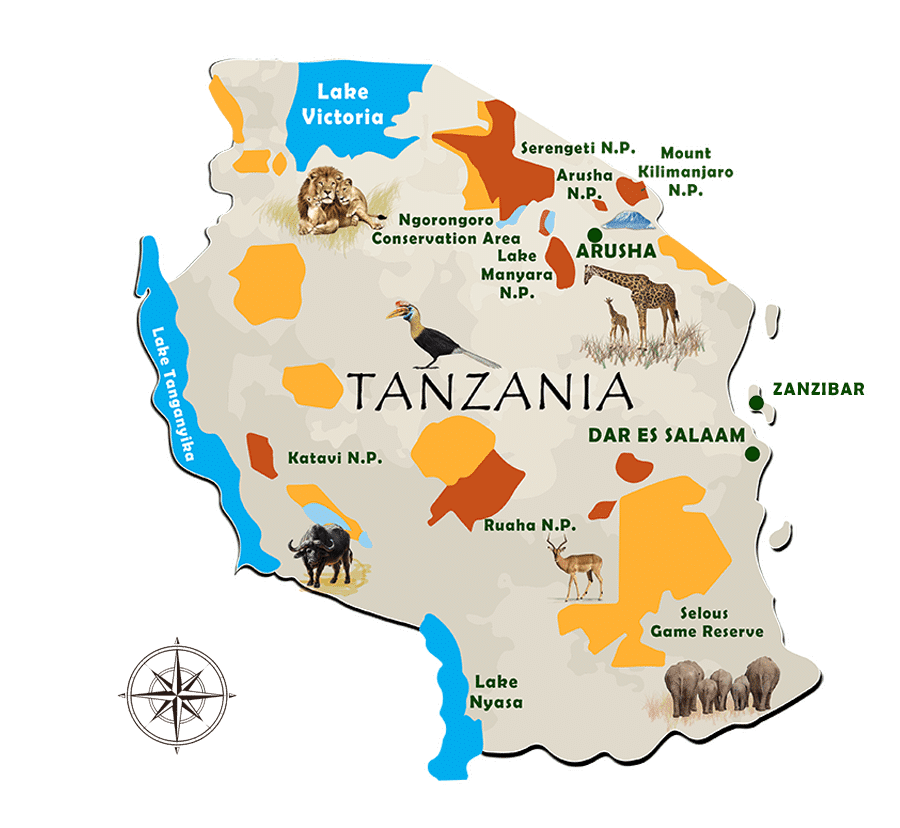 Lake
Victoria
Serengeti N.P.
Mount
Kilimanjaro
N.P.
Arusha
N.P.
Ngorongoro
Conservation Area
ARUSHA
Lake
Manyara
N.P.
Lake Tanganyika
TANZANIA
ZANZIBAR
DAR ES SALAAM
Katavi N.P.
Ruaha N.P.
Selous
Game Reserve
Lake
Nyasa